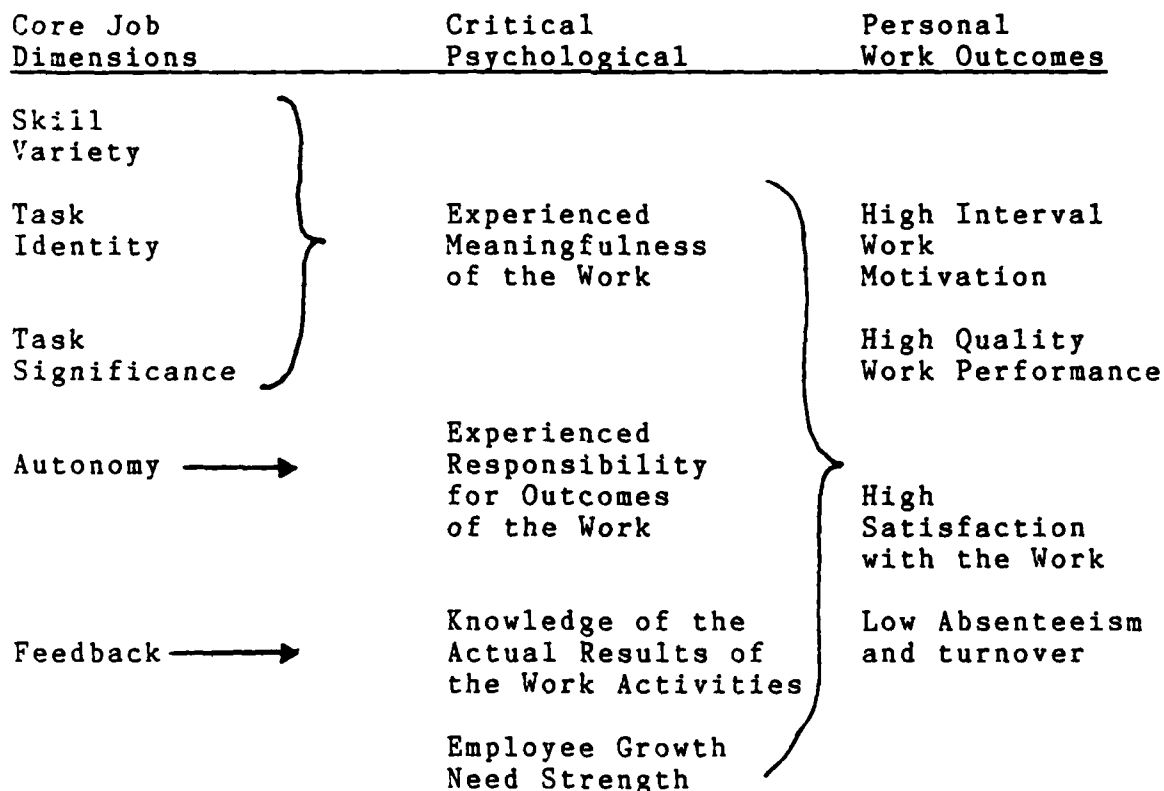 Core Job
Dimensions
Critical
Psychological
Personal
Work Outcomes
Skill
Variety
Task
Identity
Task
Significance
Autonomy
Feedback
Experienced
Meaningfulness
of the Work
Experienced
Responsibility
for Outcomes
of the Work
Knowledge of the
Actual Results of
the Work Activities
Employee Growth
Need Strength
High Interval
Work
Motivation
High Quality
Work Performance
High
Satisfaction
with the Work
Low Absenteeism
and turnover